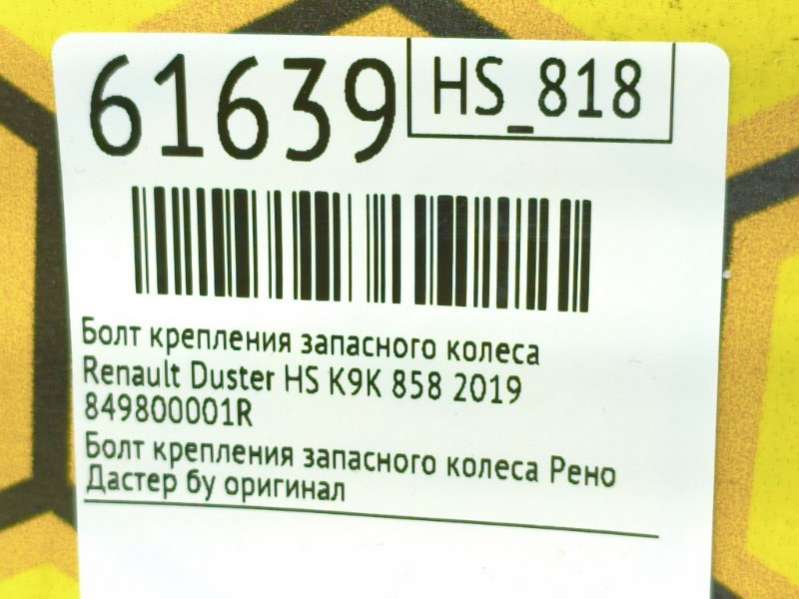 61639
HS_818
Болт крепления запасного колеса
Renault Duster HS K9K 858 2019
849800001R
Болт крепления запасного колеса Рено
Дастер бу оригинал